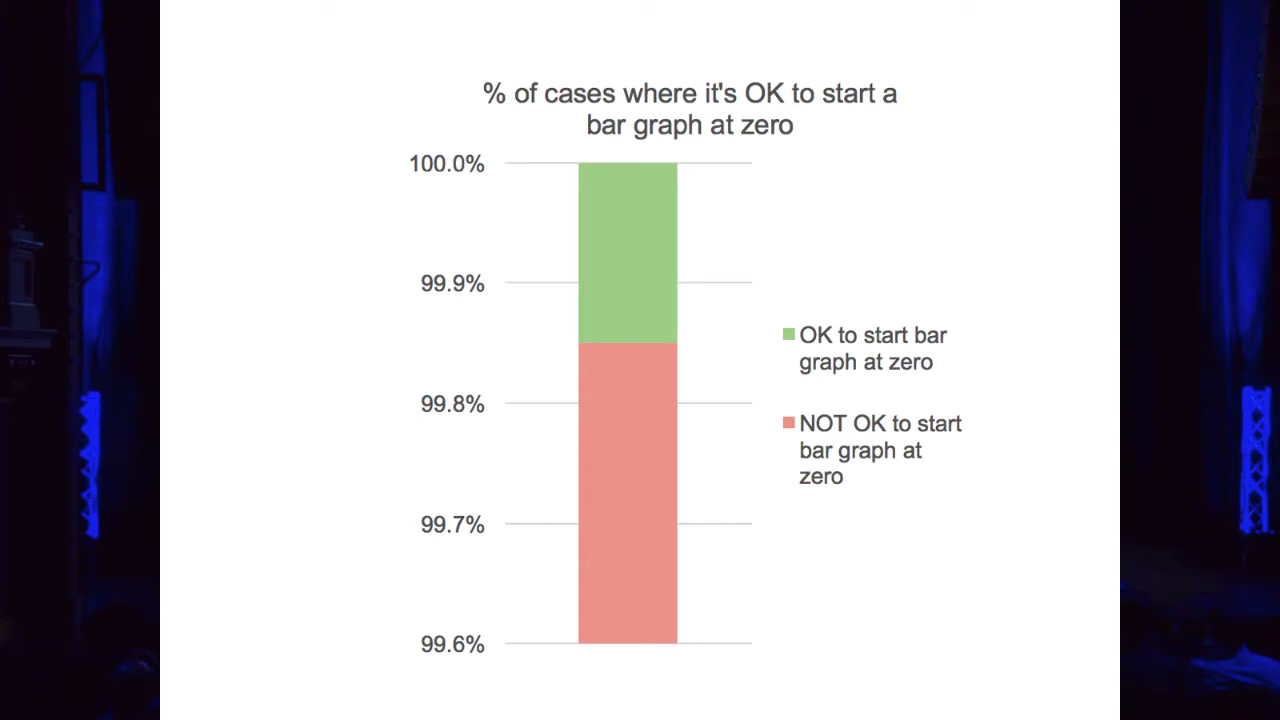 % of cases where it's OK to start a
bar graph at zero
100.0%
99.9%
99.8%
99.7%
99.6%
OK to start bar
graph at zero
NOT OK to start
bar graph at
zero